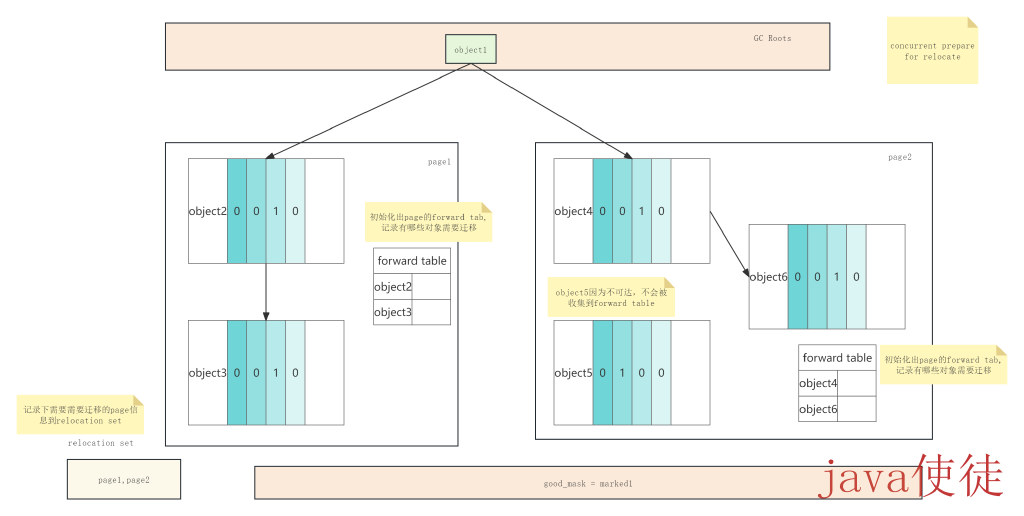 GC Roots
object1
concurrent prepare
for relocate
page1
object2 0 0 1 0
初始化出page的forward tab,
记录有哪些对象需要迁移
forward table
object2
object3
object3 0 0 1 0
page2
object4 0 0 1 0
object6 0 0 1 0
object5因为不可达，不会被
收集到forward table
object5 0 1 0 0
forward table
object4
object6
初始化出page的forward tab,
记录有哪些对象需要迁移
记录下需要需要迁移的page信
息到relocation set
relocation set
page1,page2
good_mask = marked1
java使徒